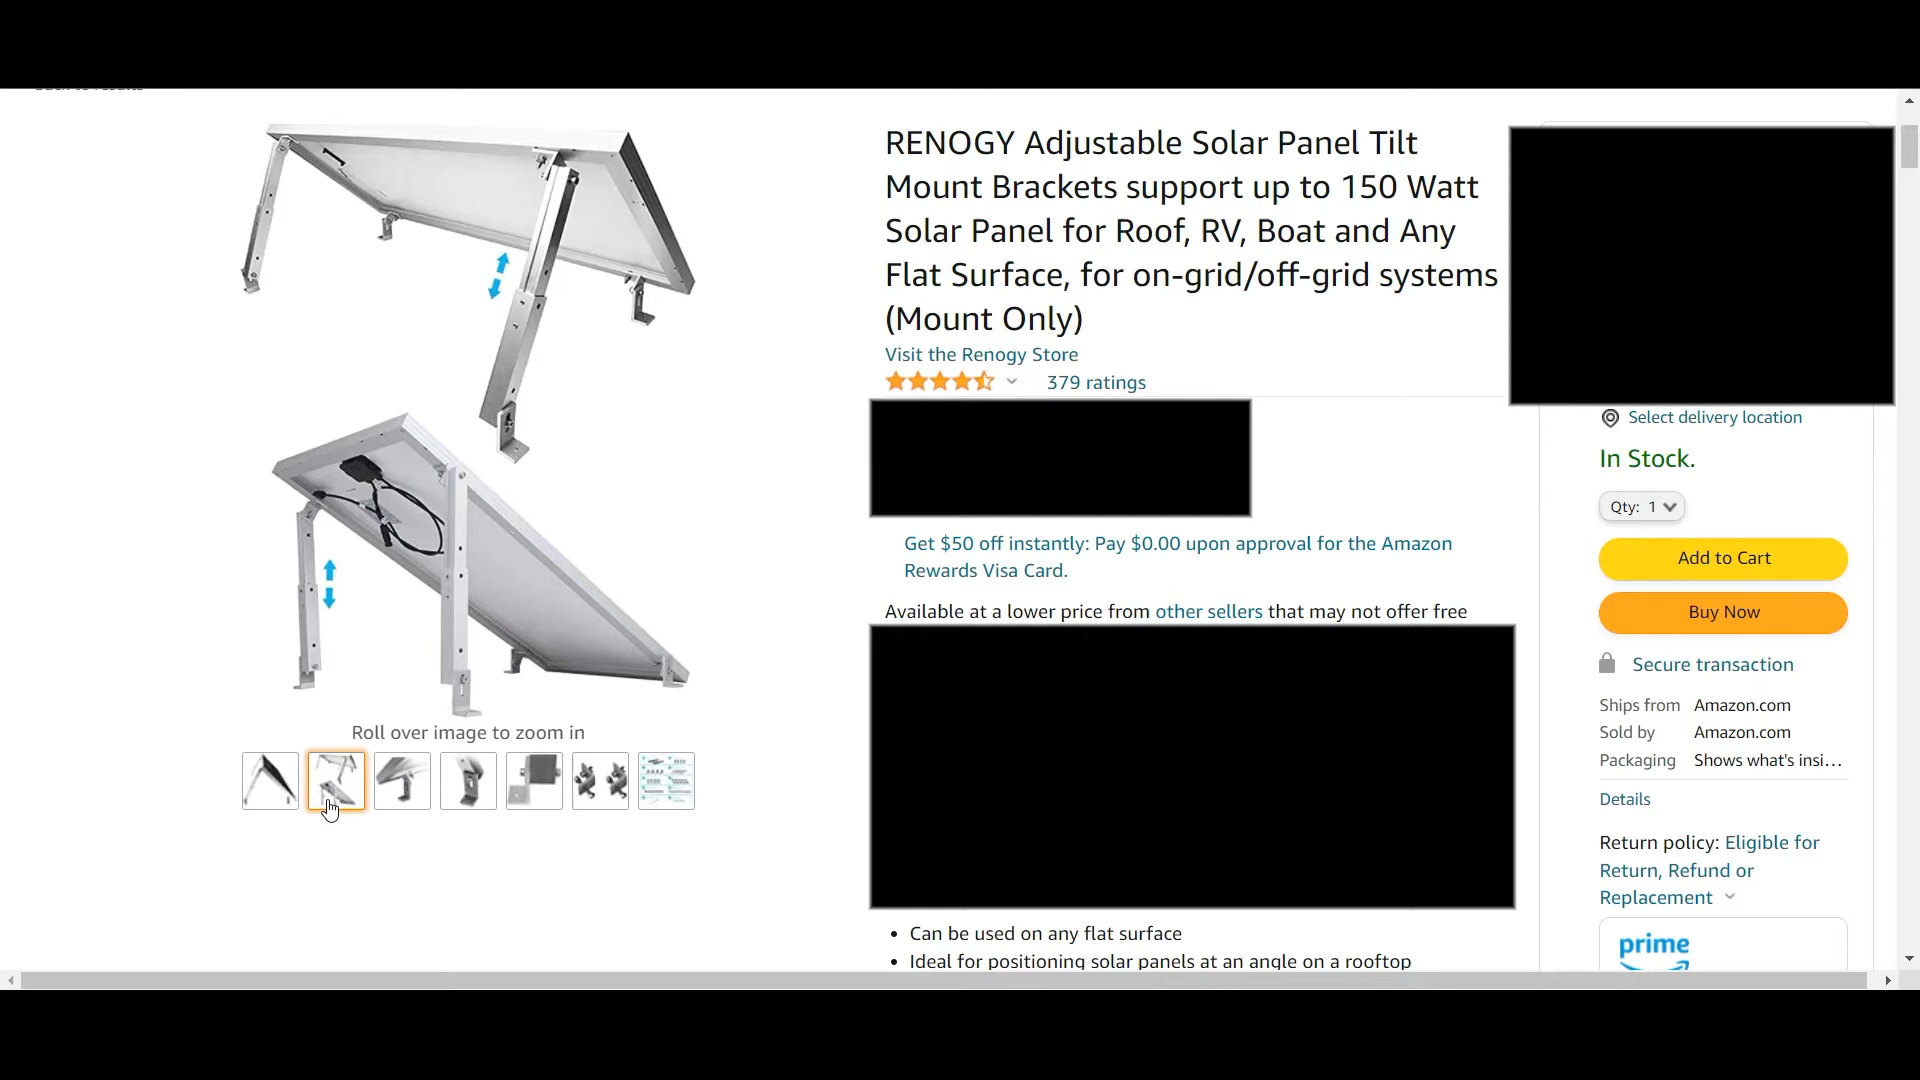 RENOGY Adjustable Solar Panel Tilt
Mount Brackets support up to 150 Watt
Solar Panel for Roof, RV, Boat and Any
Flat Surface, for on-grid/off-grid systems
(Mount Only)
Visit the Renogy Store
379 ratings
Get $50 off instantly: Pay $0.00 upon approval for the Amazon
Rewards Visa Card.
Available at a lower price from other sellers that may not offer free
Can be used on any flat surface
Ideal for positioning solar panels at an angle on a rooftop
Roll over image to zoom in
Select delivery location
In Stock.
Qty: 1
Add to Cart
Buy Now
Secure transaction
Ships from Amazon.com
Sold by Amazon.com
Packaging Shows what's insi...
Details
Return policy: Eligible for
Return, Refund or
Replacement
prime